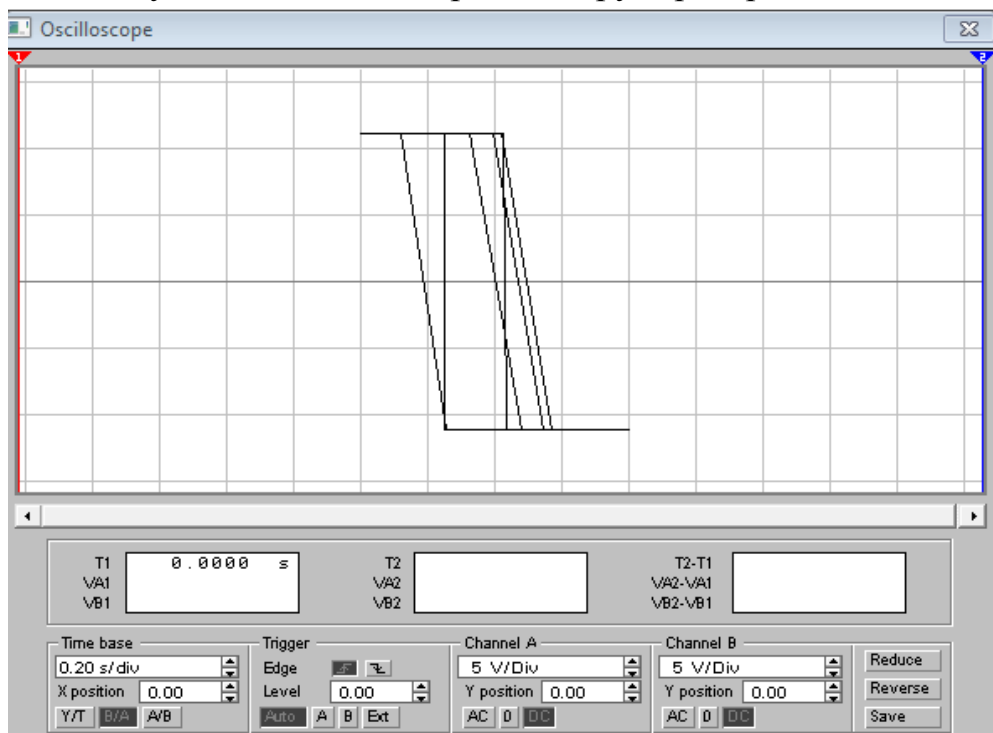 Oscilloscope
1
2
T1 0.0000 s
VA1
VB1
T2
VA2
VB2
T2-T1
VA2-VA1
VB2-VB1
Time base
0.20 s/div
X position 0.00
Y/T B/A A/B
Trigger
Edge
Level 0.00
Auto A B Ext
Channel A
5 V/Div
Y position 0.00
AC 0 DC
Channel B
5 V/Div
Y position 0.00
AC 0 DC
Reduce
Reverse
Save